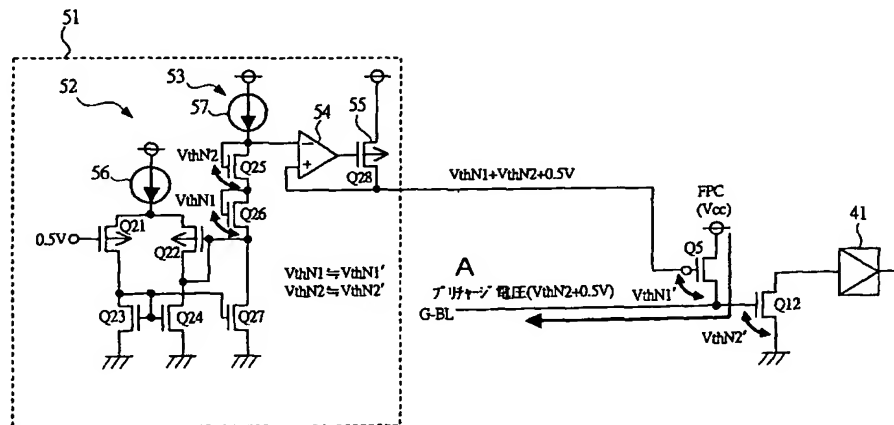 51
52
53
57
54
55
56
VthN2
Q25
VthN1
Q26
Q28
0.5V
Q21
Q22
Q23
Q24
Q27
VthN1≒VthN1′
VthN2≒VthN2′
VthN1+VthN2+0.5V
FPC
(Vcc)
41
Q5
A
プリチャージ電圧(VthN2+0.5V)
VthN1′
G-BL
Q12
VthN2′